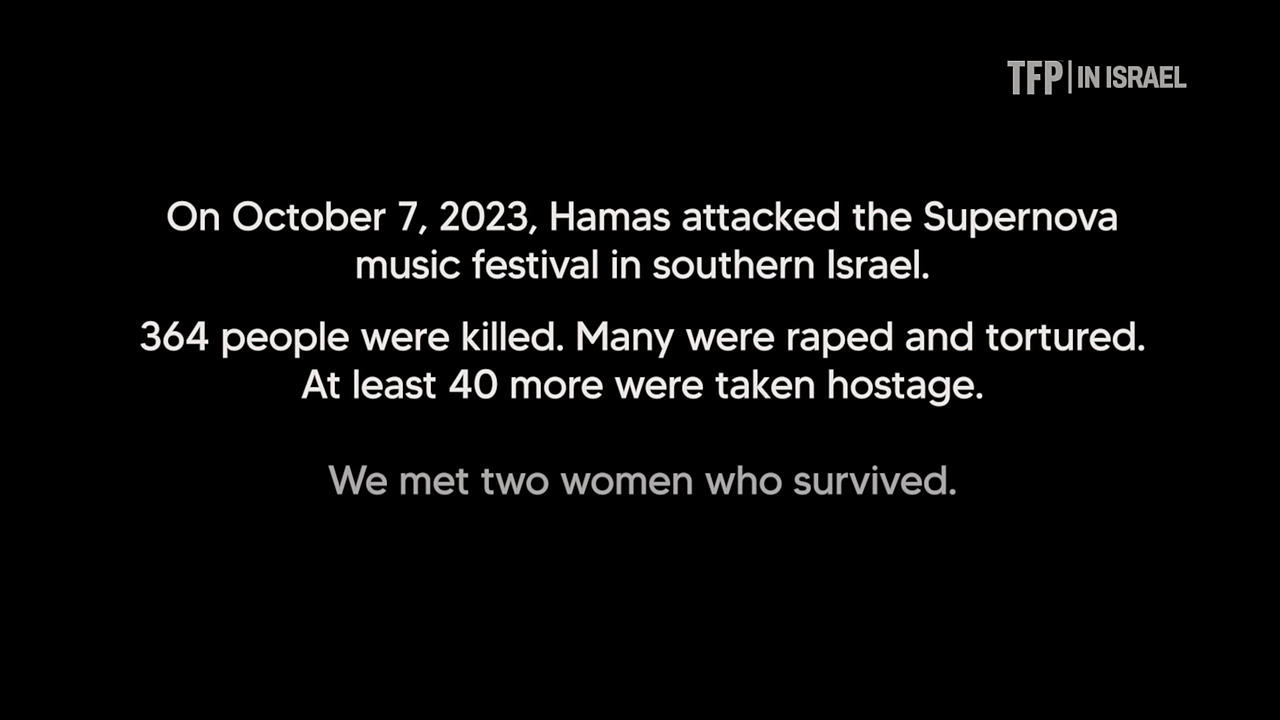 TFP | IN ISRAEL
On October 7, 2023, Hamas attacked the Supernova
music festival in southern Israel.
364 people were killed. Many were raped and tortured.
At least 40 more were taken hostage.
We met two women who survived.